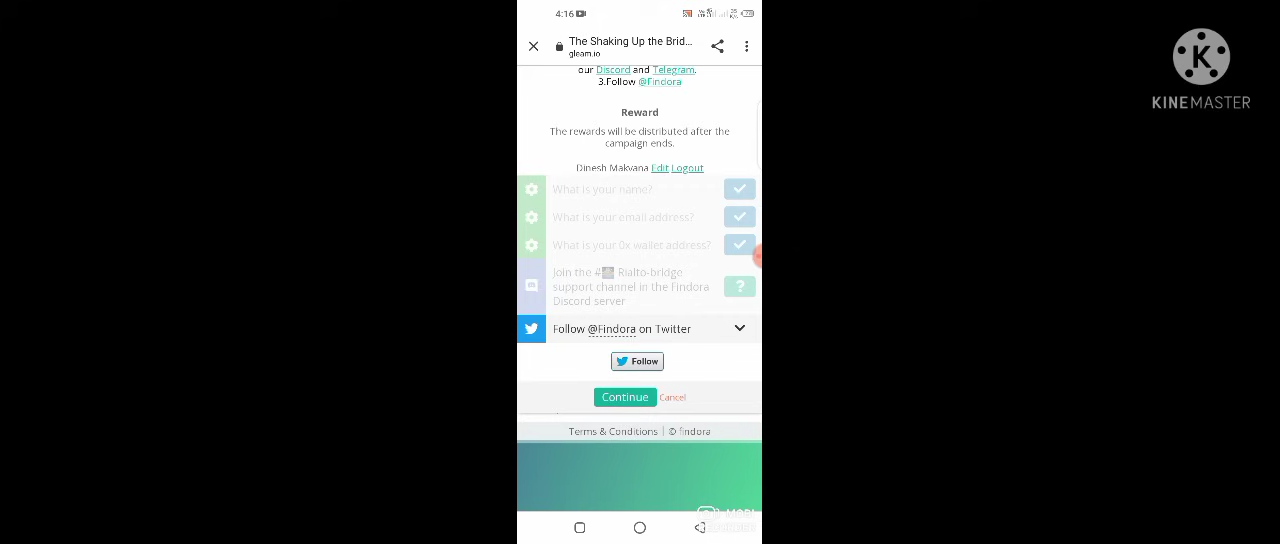 4:16
KINEMASTER
The Shaking Up the Brid...
gleam.io
our Discord and Telegram.
3.Follow @Findora
Reward
The rewards will be distributed after the
campaign ends.
Dinesh Makvana Edit Logout
What is your name?
What is your email address?
What is your 0x wallet address?
Join the # Rialto-bridge
support channel in the Findora
Discord server
?
Follow @Findora on Twitter
Follow
Continue Cancel
Terms & Conditions | © findora